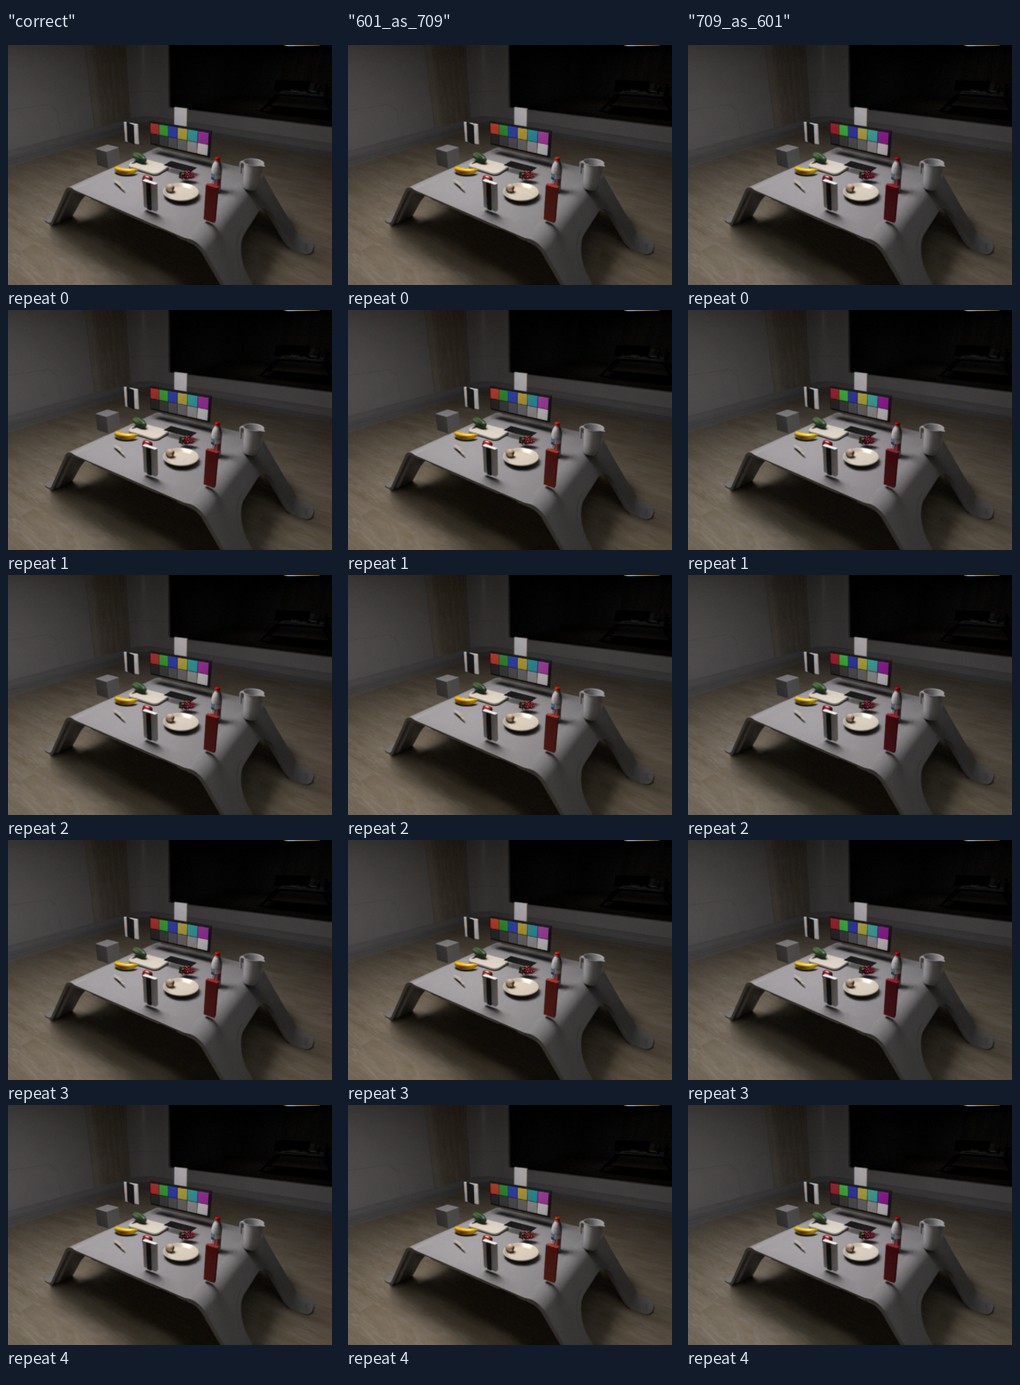 "correct" "601_as_709" "709_as_601"
repeat 0 repeat 0 repeat 0
repeat 1 repeat 1 repeat 1
repeat 2 repeat 2 repeat 2
repeat 3 repeat 3 repeat 3
repeat 4 repeat 4 repeat 4